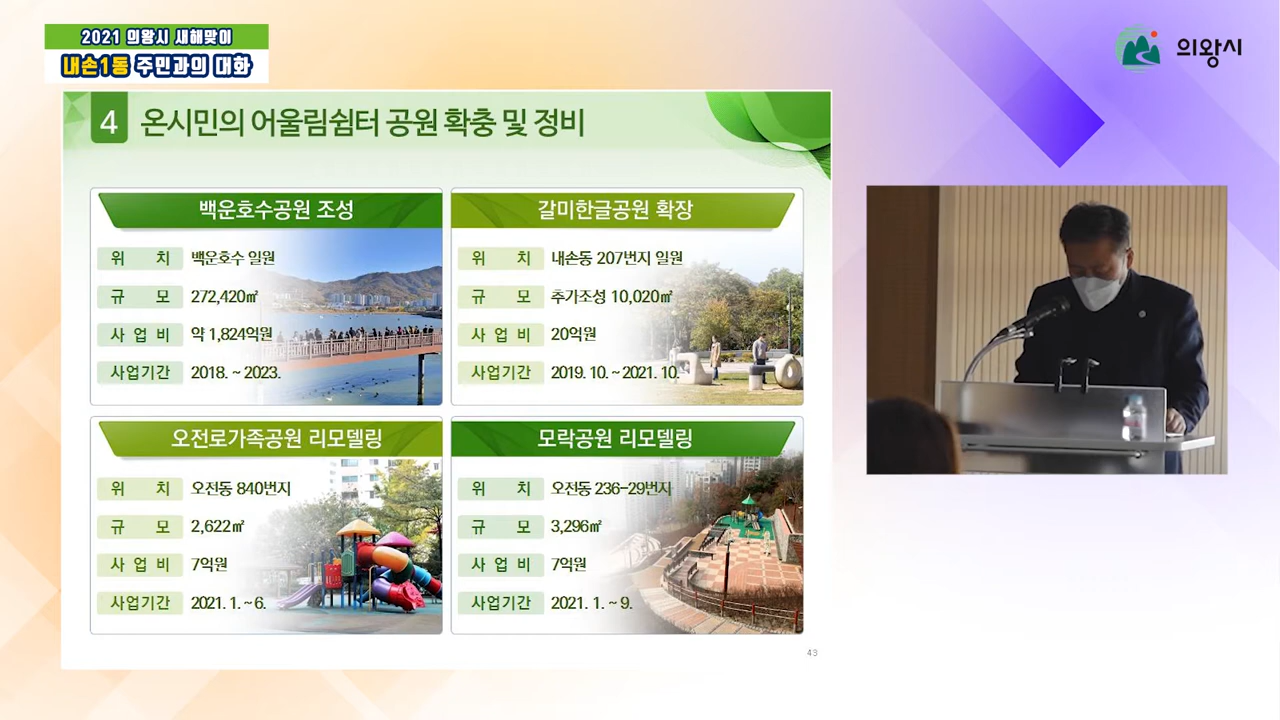 2021 의왕시 새해맞이
내손1동 주민과의 대화
의왕시
4 온시민의 어울림쉼터 공원 확충 및 정비
백운호수공원 조성
위 치 백운호수 일원
규 모 272,420㎡
사 업 비 약 1,824억원
사업기간 2018. ~ 2023.
갈미한글공원 확장
위 치 내손동 207번지 일원
규 모 추가조성 10,020㎡
사 업 비 20억원
사업기간 2019. 10. ~ 2021. 10.
오전로가족공원 리모델링
위 치 오전동 840번지
규 모 2,622㎡
사 업 비 7억원
사업기간 2021. 1. ~ 6.
모락공원 리모델링
위 치 오전동 236-29번지
규 모 3,296㎡
사 업 비 7억원
사업기간 2021. 1. ~ 9.
43